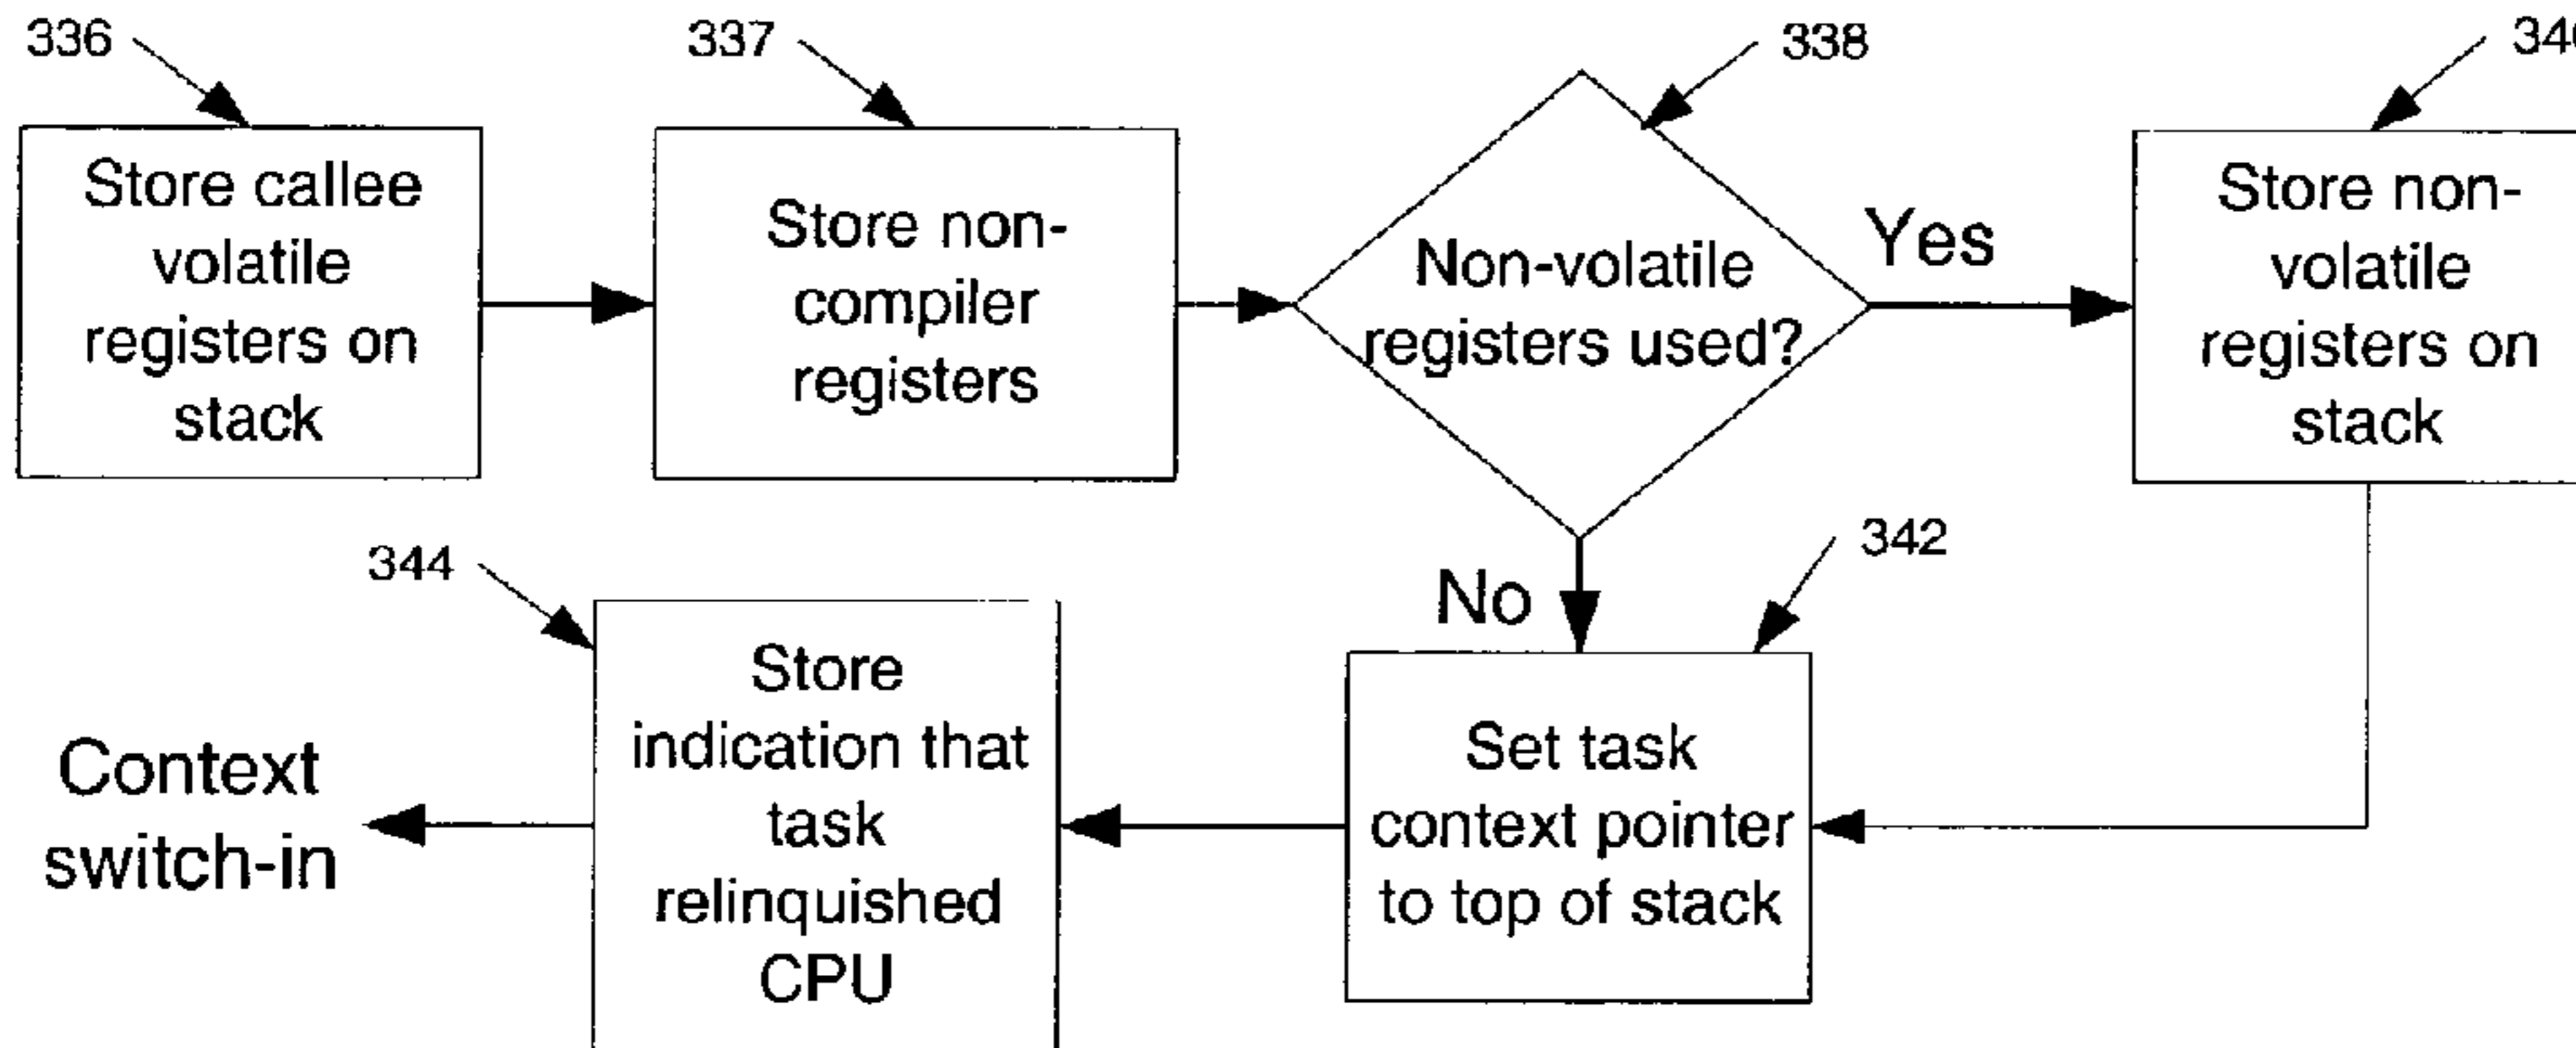 336
337
338
Store callee
volatile
registers on
stack
Store non-
compiler
registers
Non-volatile
registers used?
Yes
Store non-
volatile
registers on
stack
No
342
344
Set task
context pointer
to top of stack
Store
indication that
task
relinquished
CPU
Context
switch-in